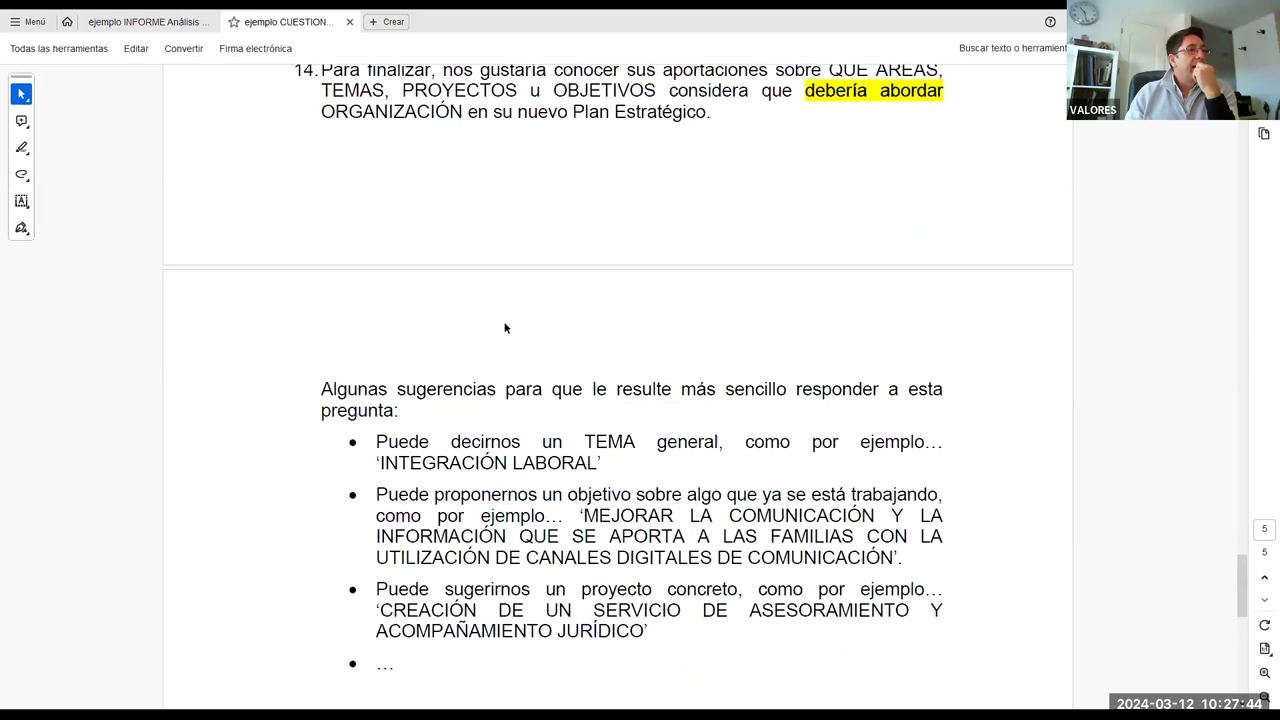 Menú
ejemplo INFORME Análisis ...
ejemplo CUESTION...
Crear
Todas las herramientas
Editar
Convertir
Firma electrónica
Buscar texto o herramient
VALORES
14. Para finalizar, nos gustaría conocer sus aportaciones sobre QUÉ ÁREAS,
TEMAS, PROYECTOS u OBJETIVOS considera que debería abordar
ORGANIZACIÓN en su nuevo Plan Estratégico.
Algunas sugerencias para que le resulte más sencillo responder a esta
pregunta:
• Puede decirnos un TEMA general, como por ejemplo…
‘INTEGRACIÓN LABORAL’
• Puede proponernos un objetivo sobre algo que ya se está trabajando,
como por ejemplo… ‘MEJORAR LA COMUNICACIÓN Y LA
INFORMACIÓN QUE SE APORTA A LAS FAMILIAS CON LA
UTILIZACIÓN DE CANALES DIGITALES DE COMUNICACIÓN’.
• Puede sugerirnos un proyecto concreto, como por ejemplo…
‘CREACIÓN DE UN SERVICIO DE ASESORAMIENTO Y
ACOMPAÑAMIENTO JURÍDICO’
• …
5
5
2024-03-12 10:27:44